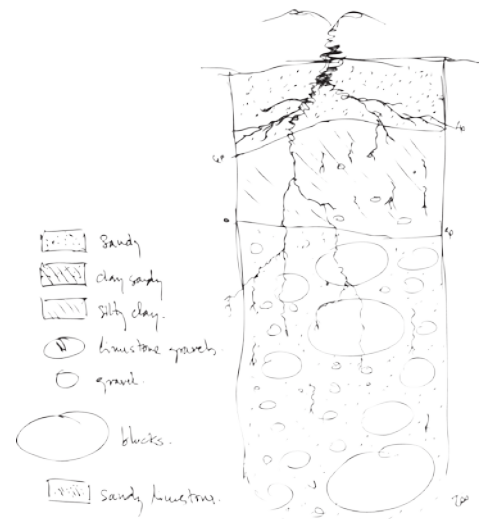 sandy
clay sandy
silty clay.
limestone gravels
gravel.
blocks.
sandy limestone.